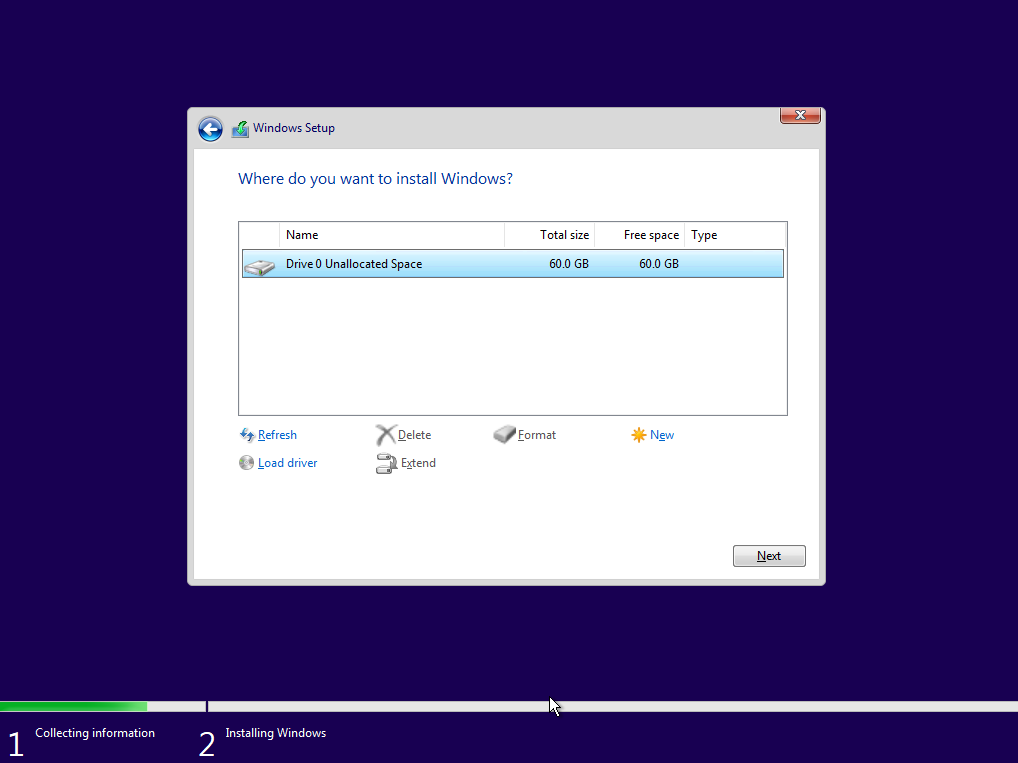 Windows Setup
Where do you want to install Windows?
Name Total size Free space Type
Drive 0 Unallocated Space 60.0 GB 60.0 GB
Refresh Delete Format New
Load driver Extend
Next
1 Collecting information 2 Installing Windows